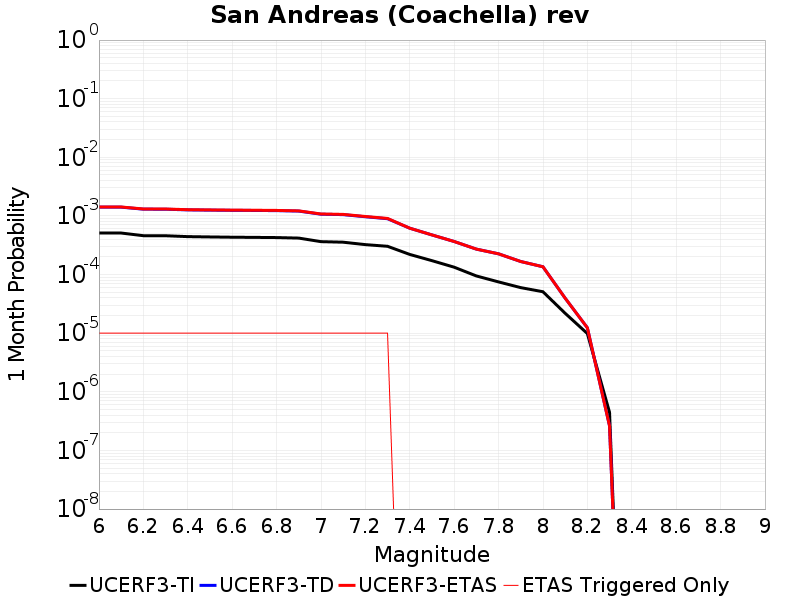 San Andreas (Coachella) rev
1 Month Probability
10^0
10^-1
10^-2
10^-3
10^-4
10^-5
10^-6
10^-7
10^-8
6 6.2 6.4 6.6 6.8 7 7.2 7.4 7.6 7.8 8 8.2 8.4 8.6 8.8 9
Magnitude
UCERF3-TI UCERF3-TD UCERF3-ETAS ETAS Triggered Only